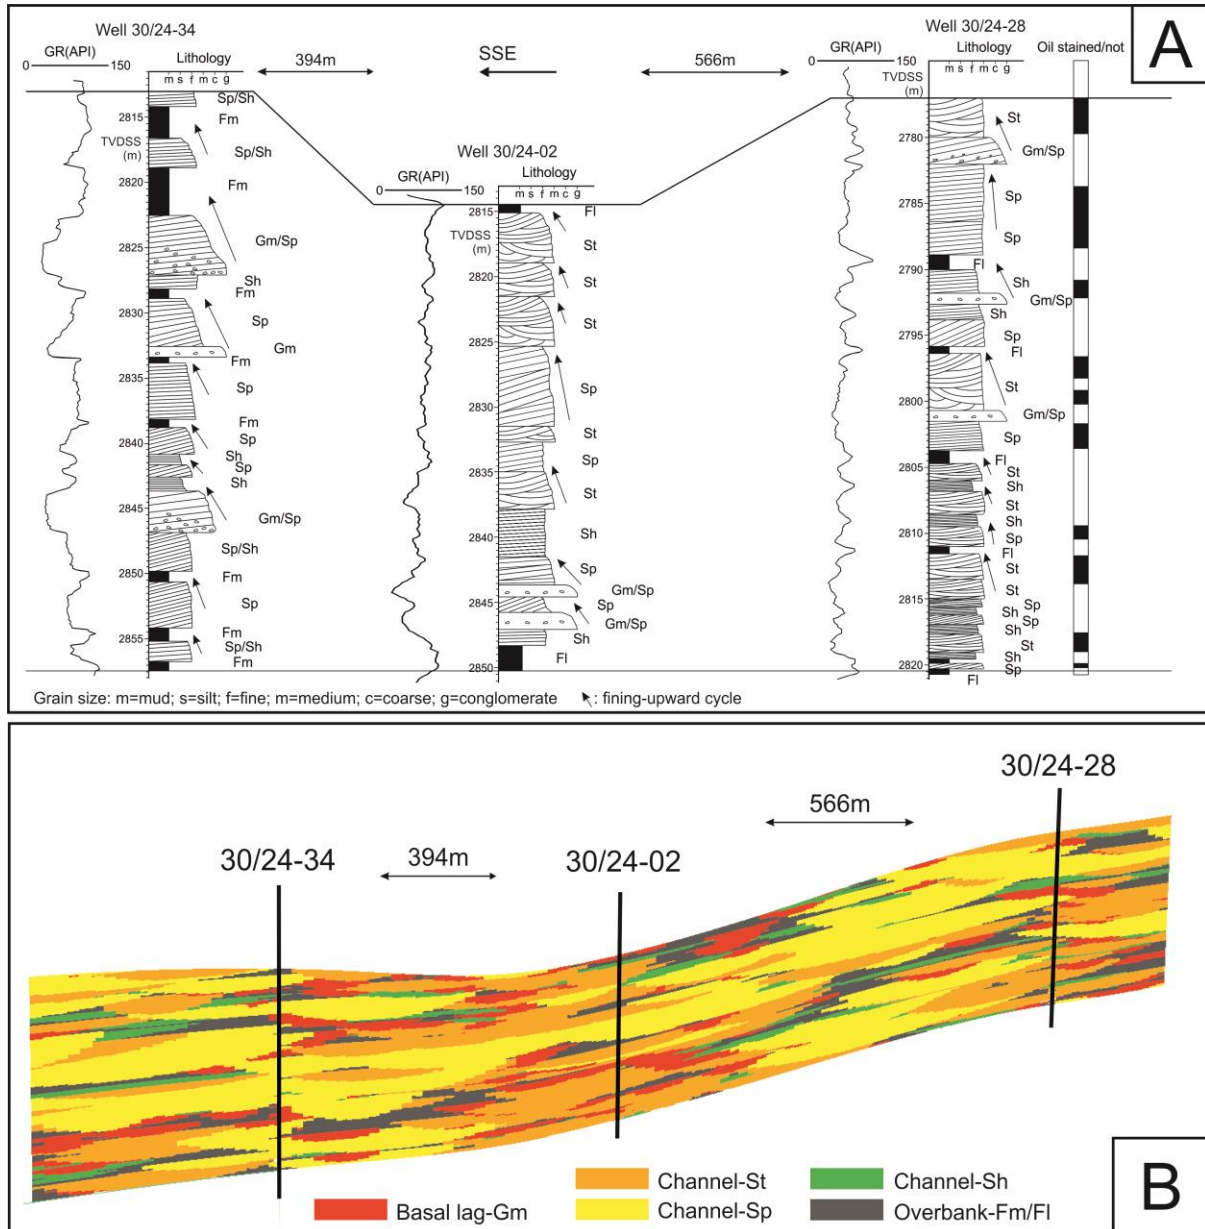 A
Well 30/24-34
GR(API)
0 150
Lithology
m s f m c g
394m
SSE
566m
Well 30/24-28
GR(API)
0 150
TVDSS
(m)
Lithology
m s f m c g
Oil stained/not
2815
TVDSS
(m)
2820
2825
2830
2835
2840
2845
2850
2855
Sp/Sh
Fm
Sp/Sh
Fm
Gm/Sp
Sh
Fm
Sp
Gm
Fm
Sp
Fm
Sp
Sh
Sp
Sh
Gm/Sp
Sp/Sh
Fm
Sp
Fm
Sp/Sh
Fm
Well 30/24-02
GR(API)
0 150
Lithology
m s f m c g
2815
TVDSS
(m)
2820
2825
2830
2835
2840
2845
2850
Fl
St
St
St
Sp
St
Sp
St
Sh
Sp
Gm/Sp
Sp
Gm/Sp
Sh
Fl
2780
2785
2790
2795
2800
2805
2810
2815
2820
St
Gm/Sp
Sp
Sp
Fl
Sh
Gm/Sp
Sh
Sp
Fl
St
Gm/Sp
Sp
Fl
St
Sh
St
Sh
Sp
Fl
St
St
Sp
Sh
Sp
Sh
St
Sh
Sp
Fl
Grain size: m=mud; s=silt; f=fine; m=medium; c=coarse; g=conglomerate : fining-upward cycle
30/24-28
566m
30/24-34
394m
30/24-02
Channel-St
Channel-Sh
Basal lag-Gm
Channel-Sp
Overbank-Fm/Fl
B